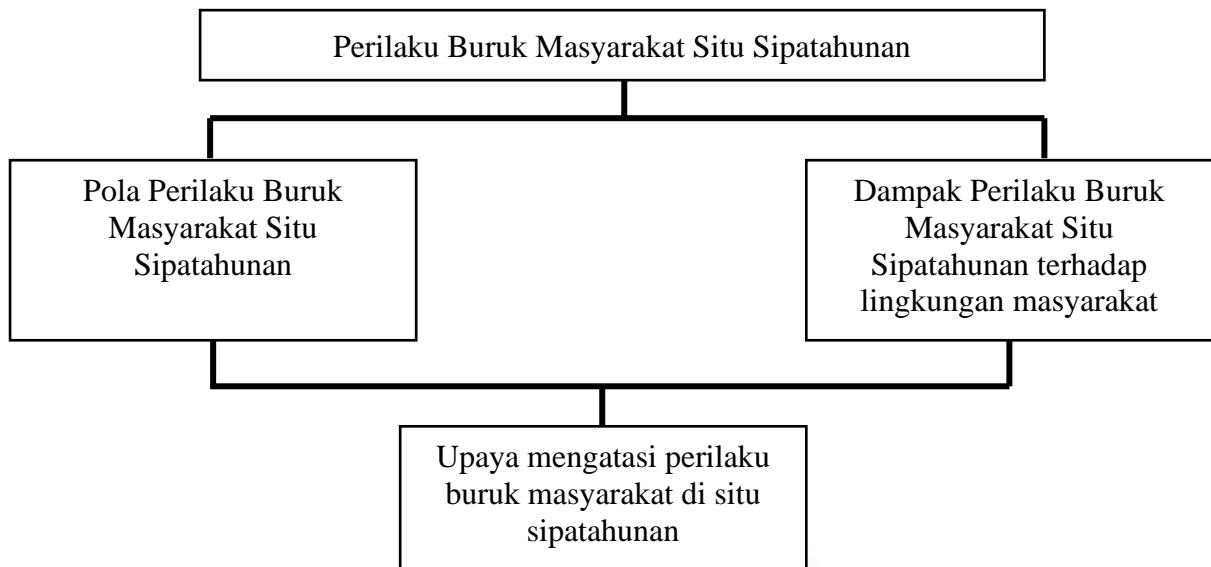 Perilaku Buruk Masyarakat Situ Sipatahunan
Pola Perilaku Buruk
Masyarakat Situ
Sipatahunan
Dampak Perilaku Buruk
Masyarakat Situ
Sipatahunan terhadap
lingkungan masyarakat
Upaya mengatasi perilaku
buruk masyarakat di situ
sipatahunan